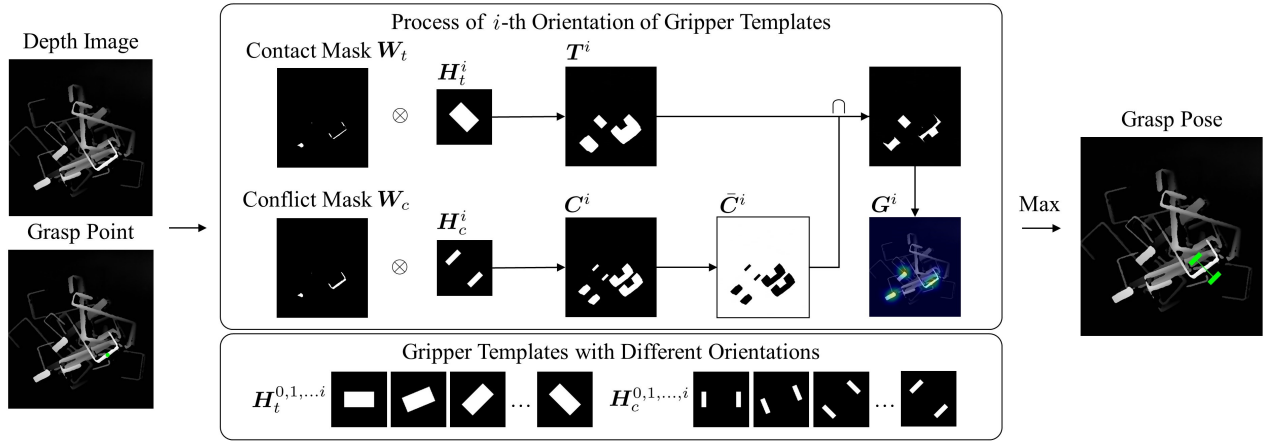 Depth Image
Grasp Point
Process of i-th Orientation of Gripper Templates
Contact Mask W_t
⊗
H_t^i
T^i
∩
Conflict Mask W_c
⊗
H_c^i
C^i
C̄^i
G^i
Gripper Templates with Different Orientations
H_t^{0,1,...i}
...
H_c^{0,1,...,i}
...
Max
Grasp Pose